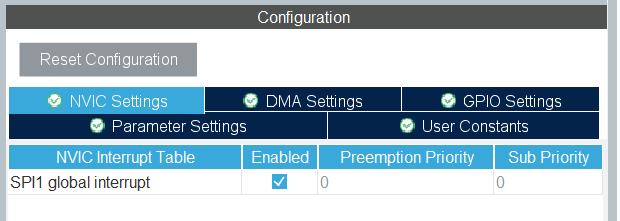 Configuration
Reset Configuration
NVIC Settings DMA Settings GPIO Settings
Parameter Settings User Constants
NVIC Interrupt Table Enabled Preemption Priority Sub Priority
SPI1 global interrupt 0 0